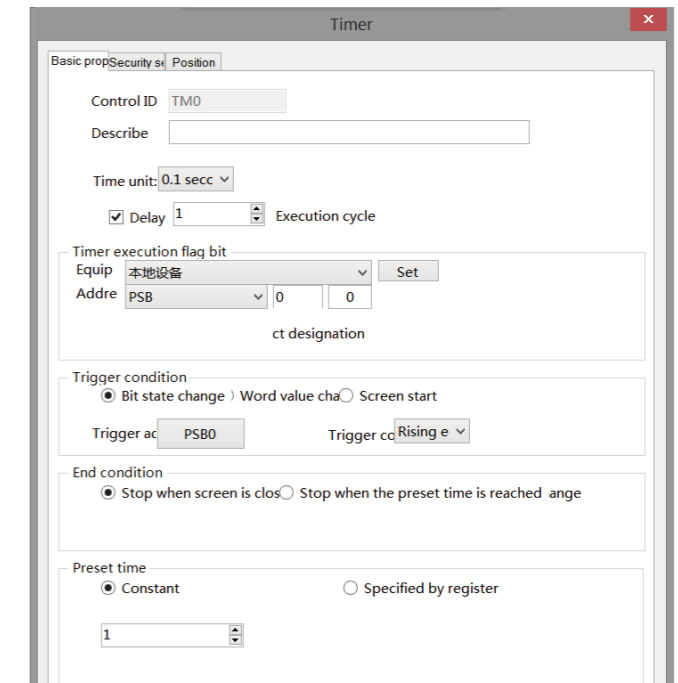 Timer
Basic prop Security se Position
Control ID TM0
Describe
Time unit: 0.1 secc
Delay 1 Execution cycle
Timer execution flag bit
Equip 本地设备 Set
Addre PSB 0 0
ct designation
Trigger condition
Bit state change Word value cha Screen start
Trigger ac PSB0 Trigger co Rising e
End condition
Stop when screen is clos Stop when the preset time is reached ange
Preset time
Constant Specified by register
1